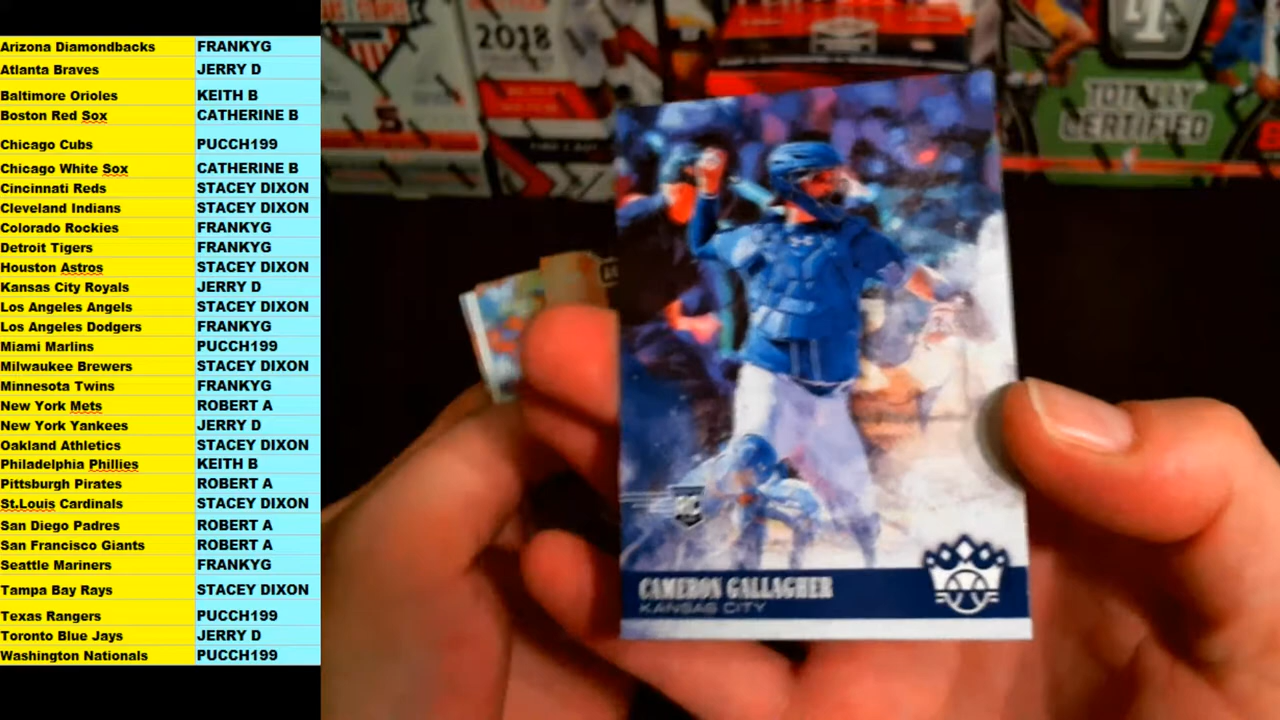 Arizona Diamondbacks FRANKYG
Atlanta Braves JERRY D
Baltimore Orioles KEITH B
Boston Red Sox CATHERINE B
Chicago Cubs PUCCH199
Chicago White Sox CATHERINE B
Cincinnati Reds STACEY DIXON
Cleveland Indians STACEY DIXON
Colorado Rockies FRANKYG
Detroit Tigers FRANKYG
Houston Astros STACEY DIXON
Kansas City Royals JERRY D
Los Angeles Angels STACEY DIXON
Los Angeles Dodgers FRANKYG
Miami Marlins PUCCH199
Milwaukee Brewers STACEY DIXON
Minnesota Twins FRANKYG
New York Mets ROBERT A
New York Yankees JERRY D
Oakland Athletics STACEY DIXON
Philadelphia Phillies KEITH B
Pittsburgh Pirates ROBERT A
St.Louis Cardinals STACEY DIXON
San Diego Padres ROBERT A
San Francisco Giants ROBERT A
Seattle Mariners FRANKYG
Tampa Bay Rays STACEY DIXON
Texas Rangers PUCCH199
Toronto Blue Jays JERRY D
Washington Nationals PUCCH199
2018
5
TOTALLY
CERTIFIED
CAMERON GALLAGHER
KANSAS CITY